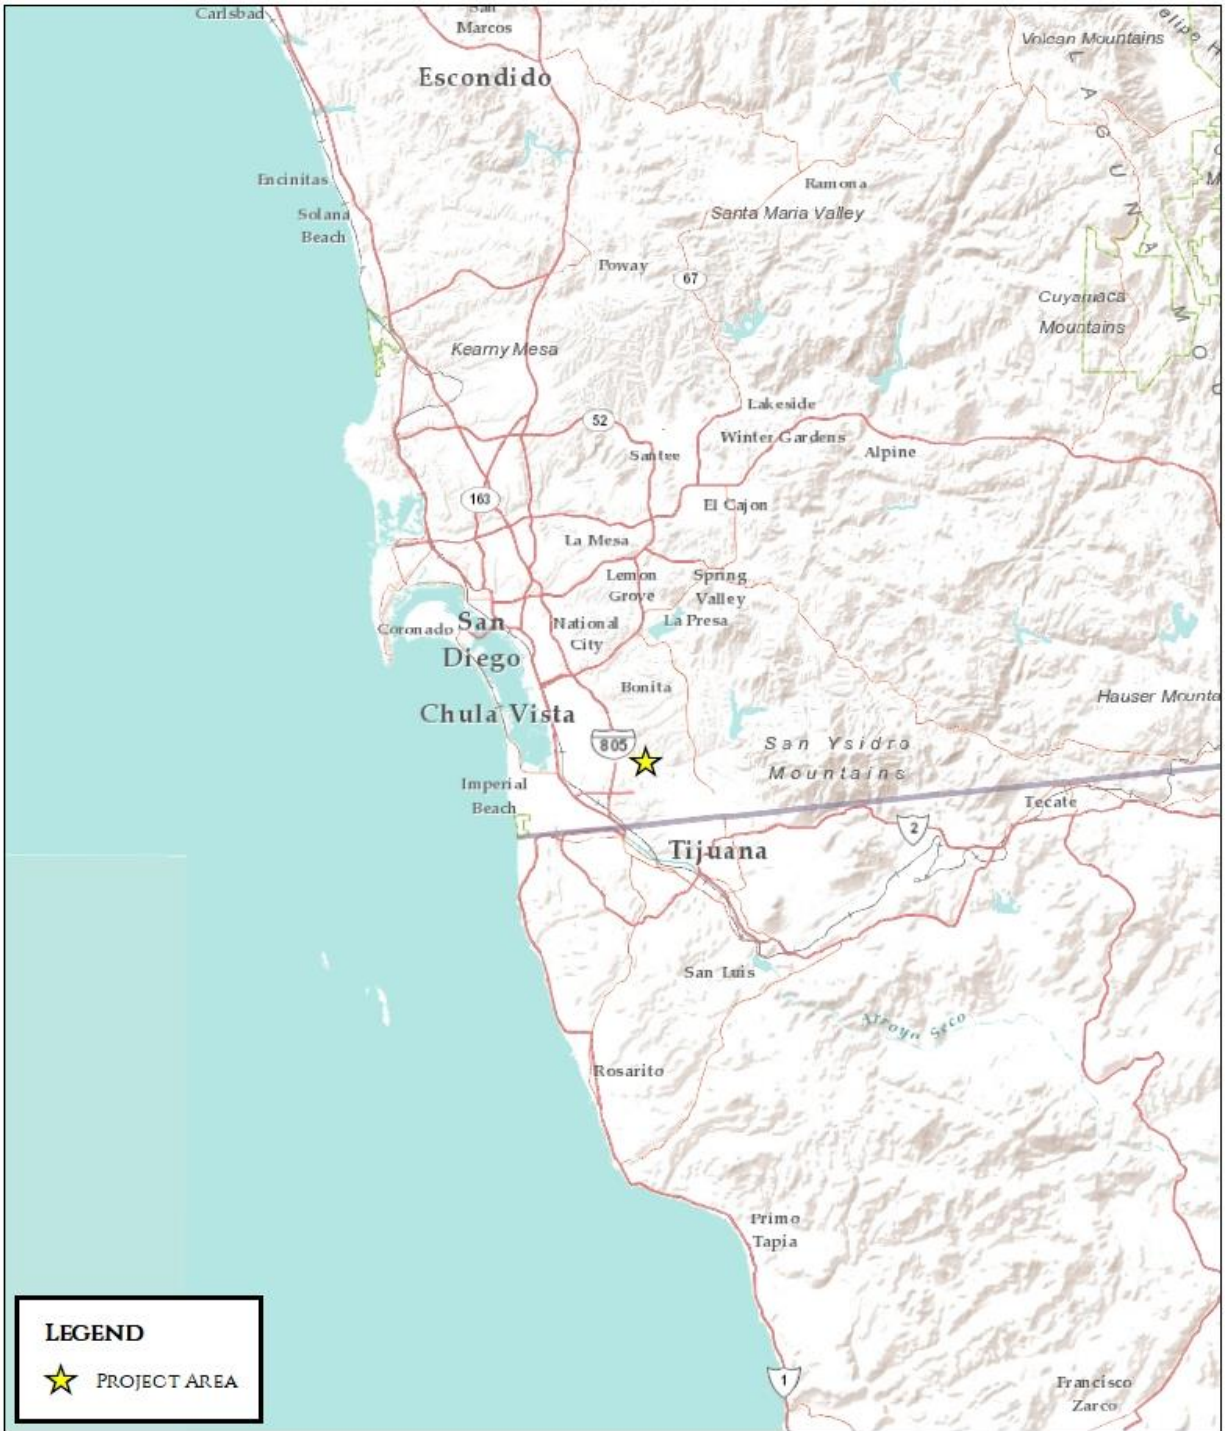 Carlsbad
San
Marcos
Escondido
Volcan Mountains
LAGUNA
MO
Encinitas
Solana
Beach
Ramona
Santa Maria Valley
Poway
67
Cuyamaca
Mountains
Kearny Mesa
52
Lakeside
Winter Gardens
Alpine
Santee
163
El Cajon
La Mesa
Lemon
Grove
Spring
Valley
La Presa
Coronado
San
Diego
National
City
Bonita
Hauser Mounta
Chula Vista
805
San Ysidro
Mountains
Imperial
Beach
Tecate
2
Tijuana
San Luis
Arroyo Seco
Rosarito
Primo
Tapia
1
Francisco
Zarco
LEGEND
PROJECT AREA